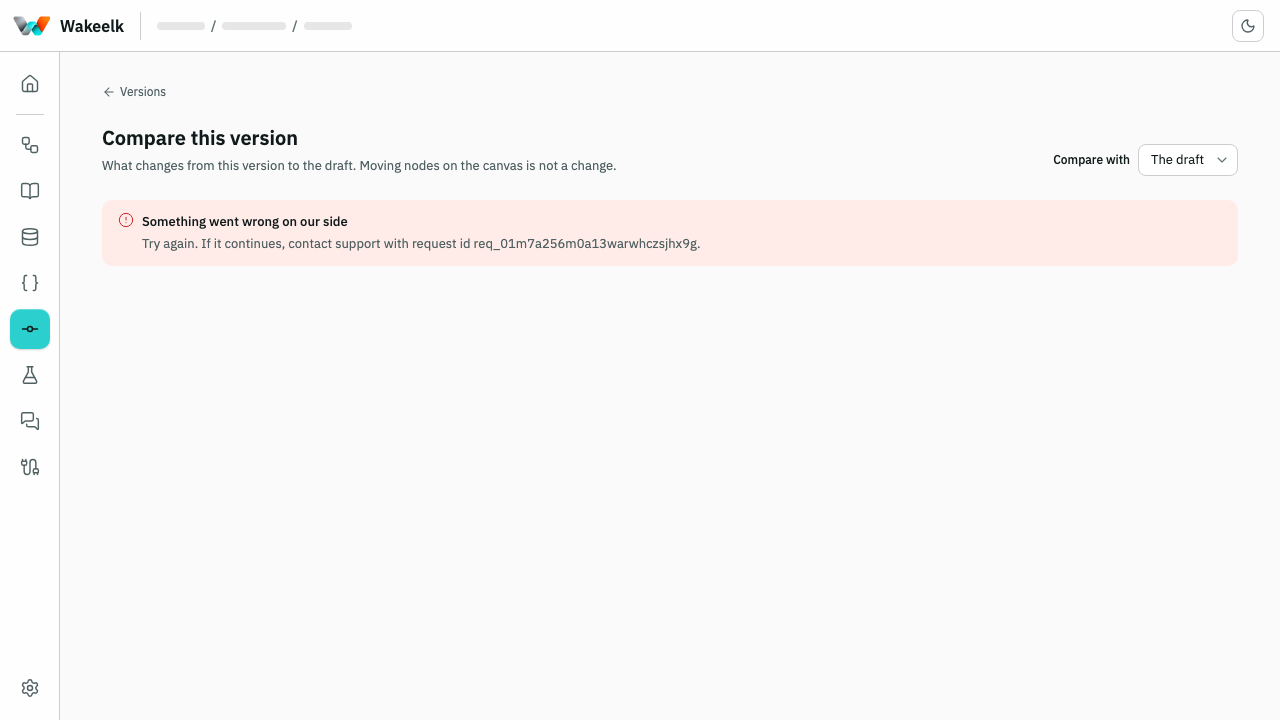 Wakeelk
/ /
Versions
Compare this version
What changes from this version to the draft. Moving nodes on the canvas is not a change.
Compare with
The draft
Something went wrong on our side
Try again. If it continues, contact support with request id req_01m7a256m0a13warwhczsjhx9g.